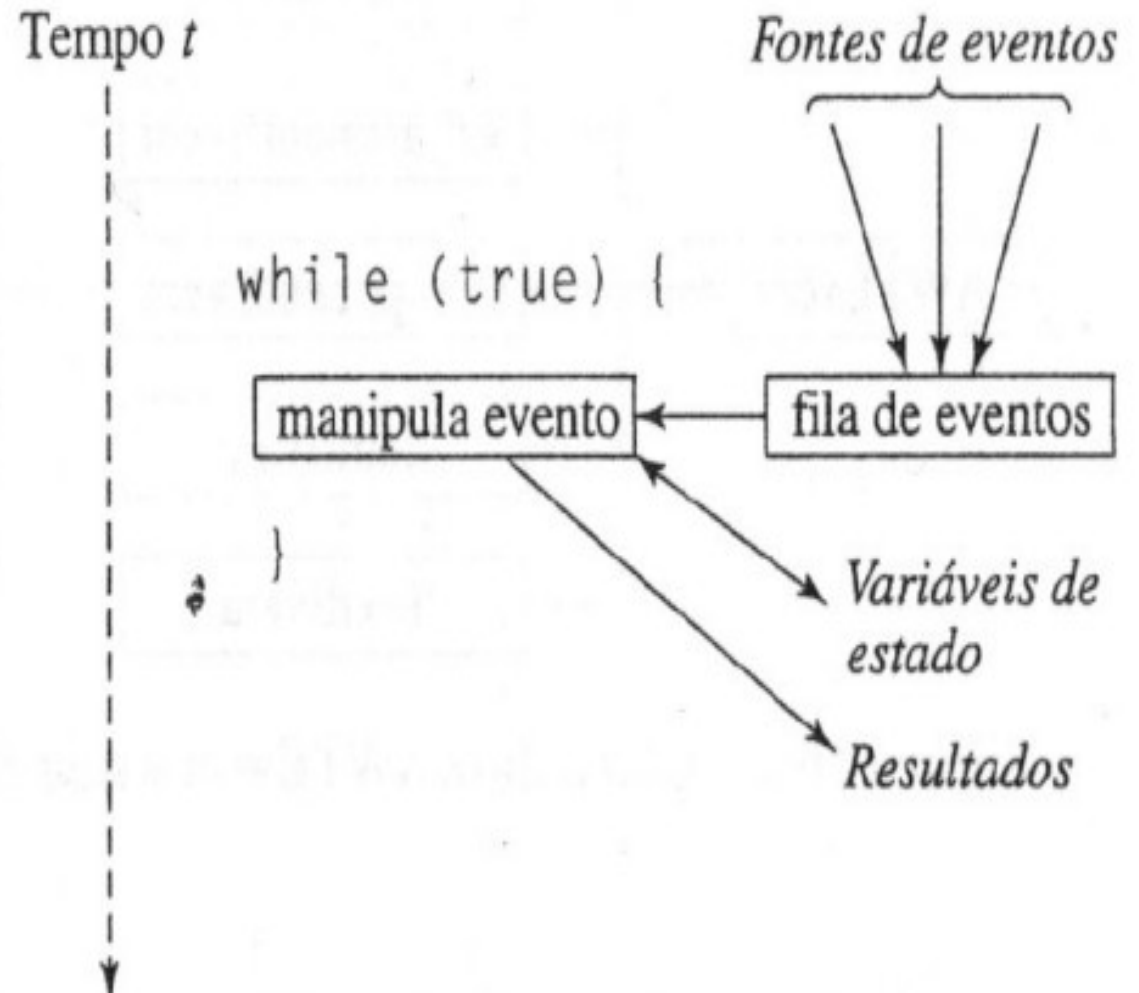 Tempo t
Fontes de eventos
while (true) {
manipula evento
fila de eventos
}
Variáveis de
estado
Resultados